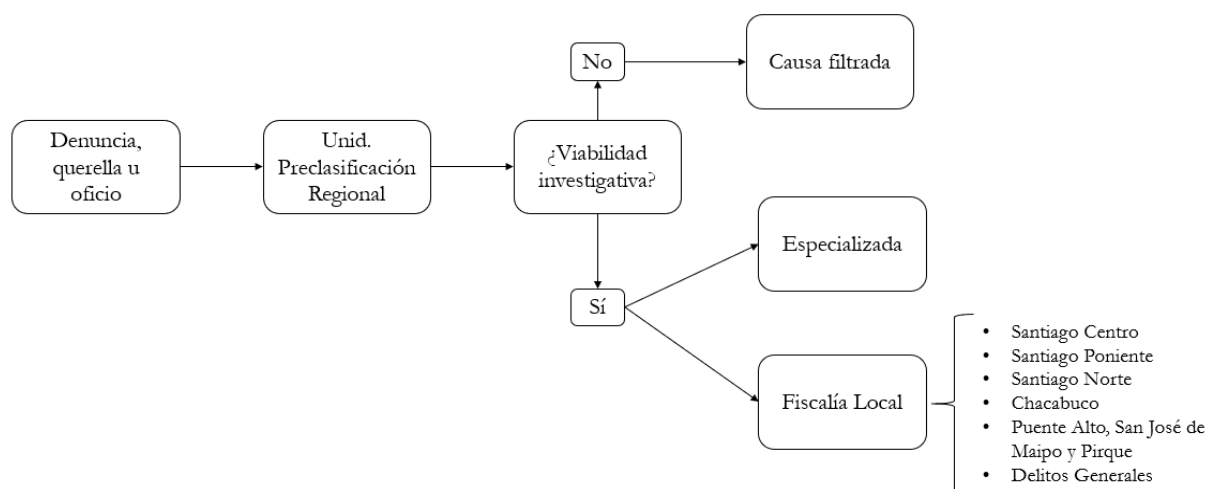 Denuncia,
querella u
oficio
Unid.
Preclasificación
Regional
¿Viabilidad
investigativa?
No
Causa filtrada
Sí
Especializada
Fiscalía Local
• Santiago Centro
• Santiago Poniente
• Santiago Norte
• Chacabuco
• Puente Alto, San José de
Maipo y Pirque
• Delitos Generales